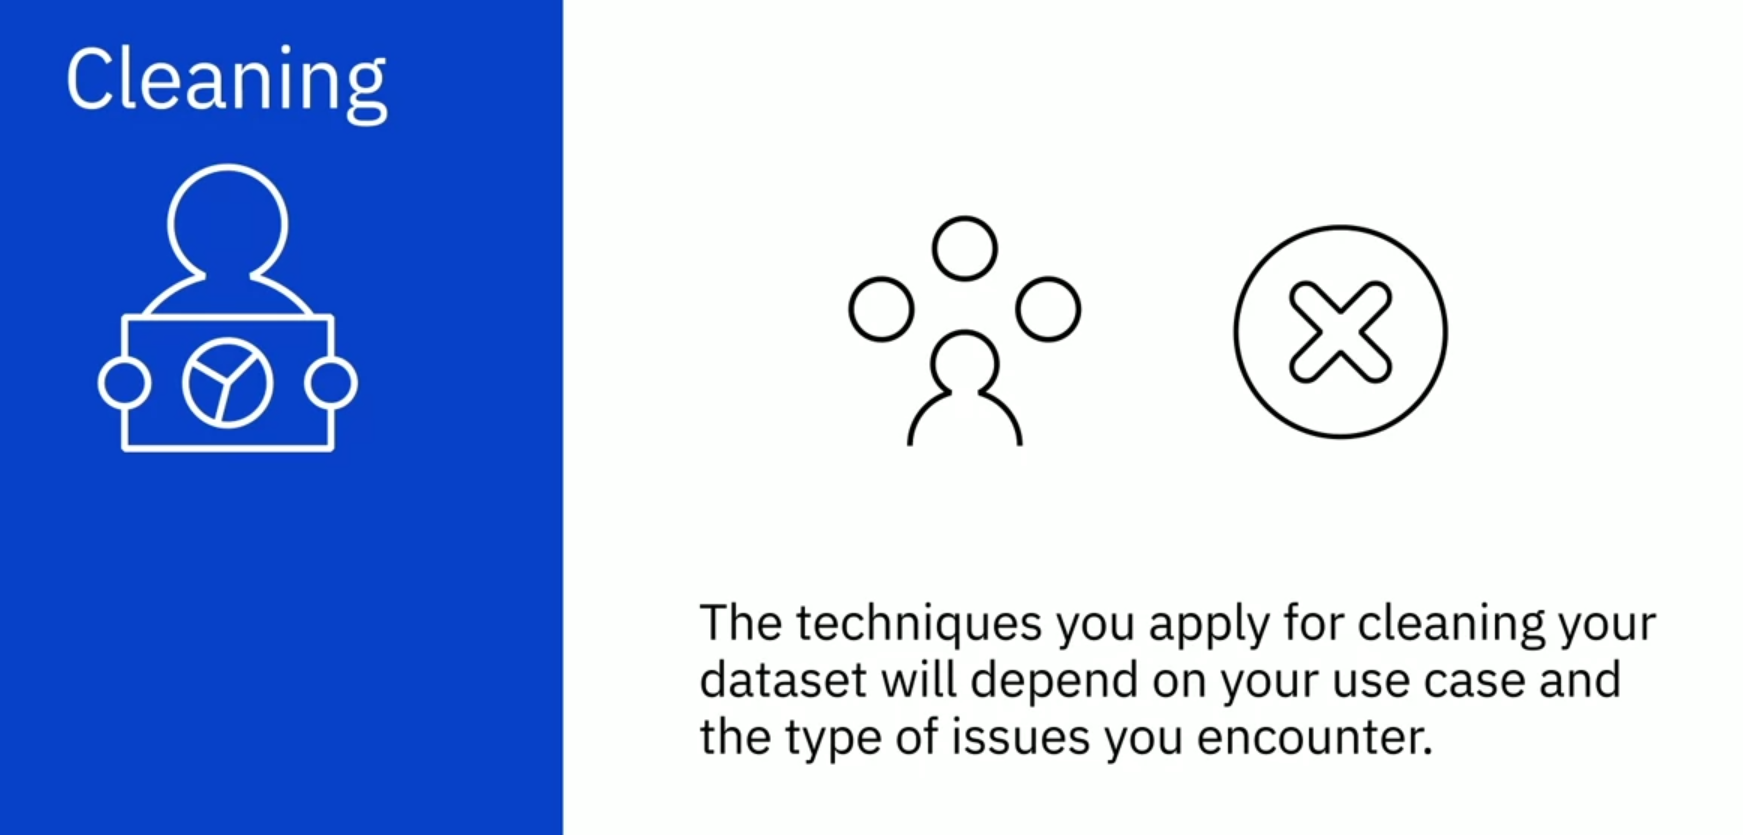 Cleaning
The techniques you apply for cleaning your
dataset will depend on your use case and
the type of issues you encounter.